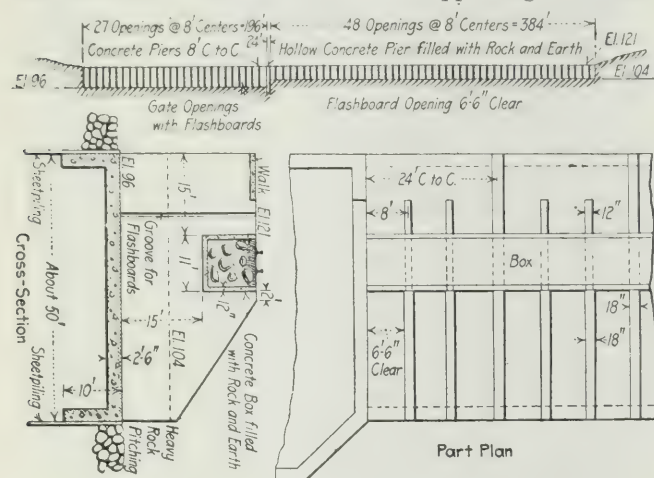 27 Openings @ 8' Centers=196'
48 Openings @ 8' Centers = 384'
Concrete Piers 8' C to C
24'
Hollow Concrete Pier filled with Rock and Earth
El.121
El.96
El.104
Gate Openings
with Flashboards
Flashboard Opening 6'6" Clear
Sheetpiling
About 50'
Sheetpiling
Cross-Section
10'
El. 96
2'-6"
Heavy
Rock
Pitching
Groove for
Flashboards
15'
11'
15'
El.104
12"
Walk El.121
2'
Concrete Box filled
with Rock and Earth
24' C to C.
8'
12"
Box
18"
18"
6'6"
Clear
Part Plan